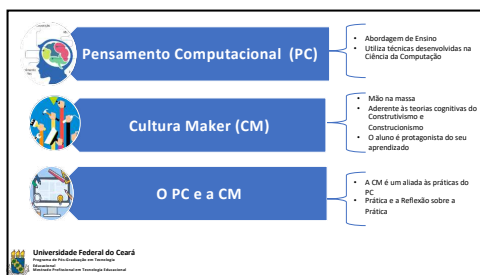 Pensamento Computacional (PC)
• Abordagem de Ensino
• Utiliza técnicas desenvolvidas na
Ciência da Computação
Cultura Maker (CM)
• Mão na massa
• Aderente às teorias cognitivas do
Construtivismo e
Construcionismo
• O aluno é protagonista do seu
aprendizado
O PC e a CM
• A CM é um aliada às práticas do
PC
• Prática e a Reflexão sobre a
Prática
Universidade Federal do Ceará
Programa de Pós-Graduação em Tecnologia
Educacional
Mestrado Profissional em Tecnologia Educacional